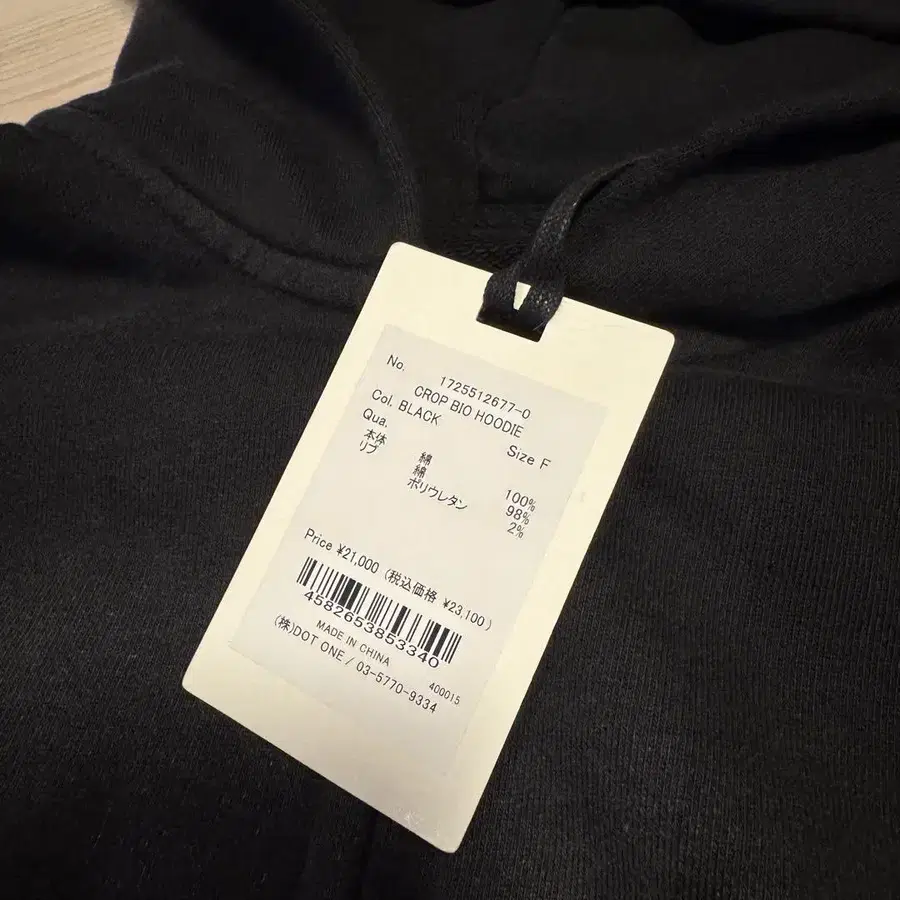 No. 1725512677-0
CROP BIO HOODIE
Col. BLACK Size F
Qua.
本体 綿 100%
リブ 綿 98%
ポリウレタン 2%
Price ¥21,000 (税込価格 ¥23,100)
4582653853340
MADE IN CHINA 400015
(株)DOT ONE / 03-5770-9334